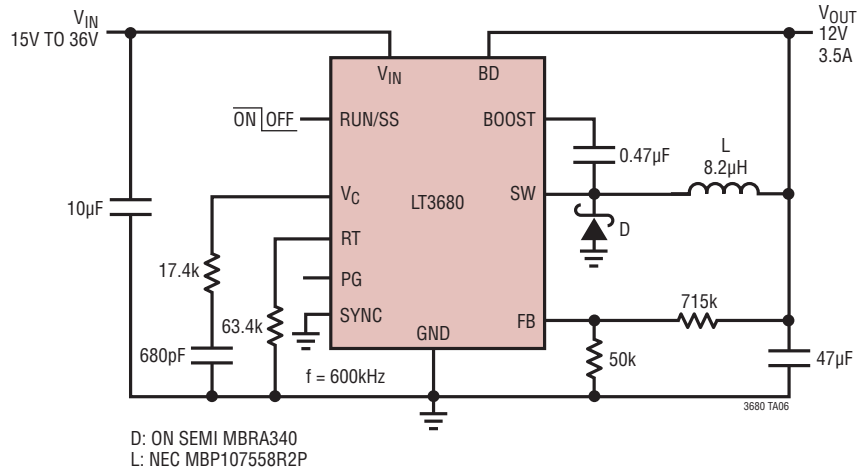 VIN
15V TO 36V
VOUT
12V
3.5A
VIN
BD
ON OFF
RUN/SS
BOOST
0.47µF
L
8.2µH
10µF
VC
LT3680
SW
D
RT
17.4k
PG
715k
63.4k
SYNC
FB
GND
680pF
f = 600kHz
50k
47µF
3680 TA06
D: ON SEMI MBRA340
L: NEC MBP107558R2P